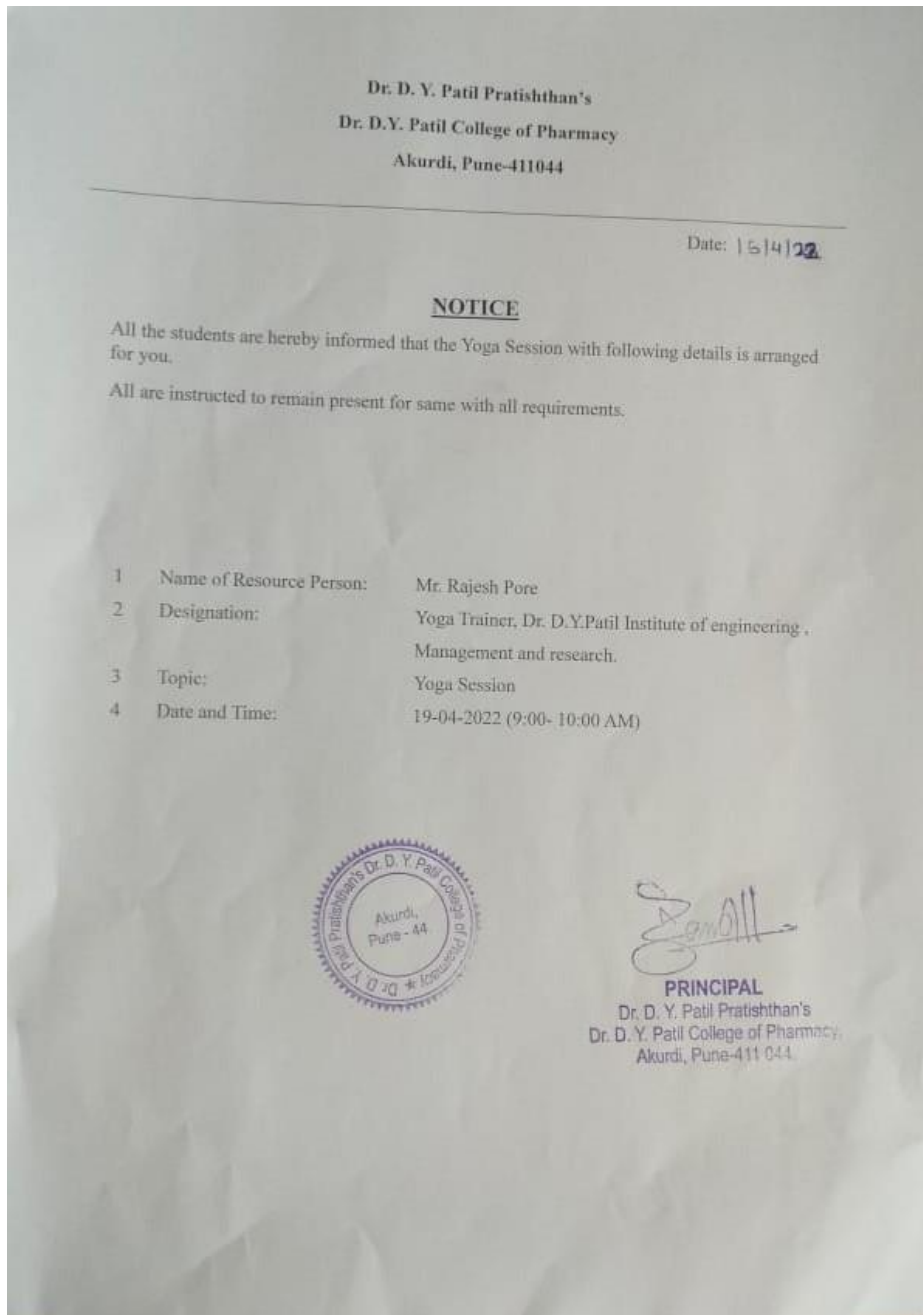 Dr. D. Y. Patil Pratishthan's
Dr. D.Y. Patil College of Pharmacy
Akurdi, Pune-411044
Date: 15|4|22
NOTICE
All the students are hereby informed that the Yoga Session with following details is arranged
for you.
All are instructed to remain present for same with all requirements.
1 Name of Resource Person: Mr. Rajesh Pore
2 Designation: Yoga Trainer, Dr. D.Y.Patil Institute of engineering ,
Management and research.
3 Topic: Yoga Session
4 Date and Time: 19-04-2022 (9:00- 10:00 AM)
Dr. D. Y. Patil Pratishthan's Dr. D. Y. Patil College of Pharmacy ★
Akurdi,
Pune - 44
PRINCIPAL
Dr. D. Y. Patil Pratishthan's
Dr. D. Y. Patil College of Pharmacy,
Akurdi, Pune-411 044.